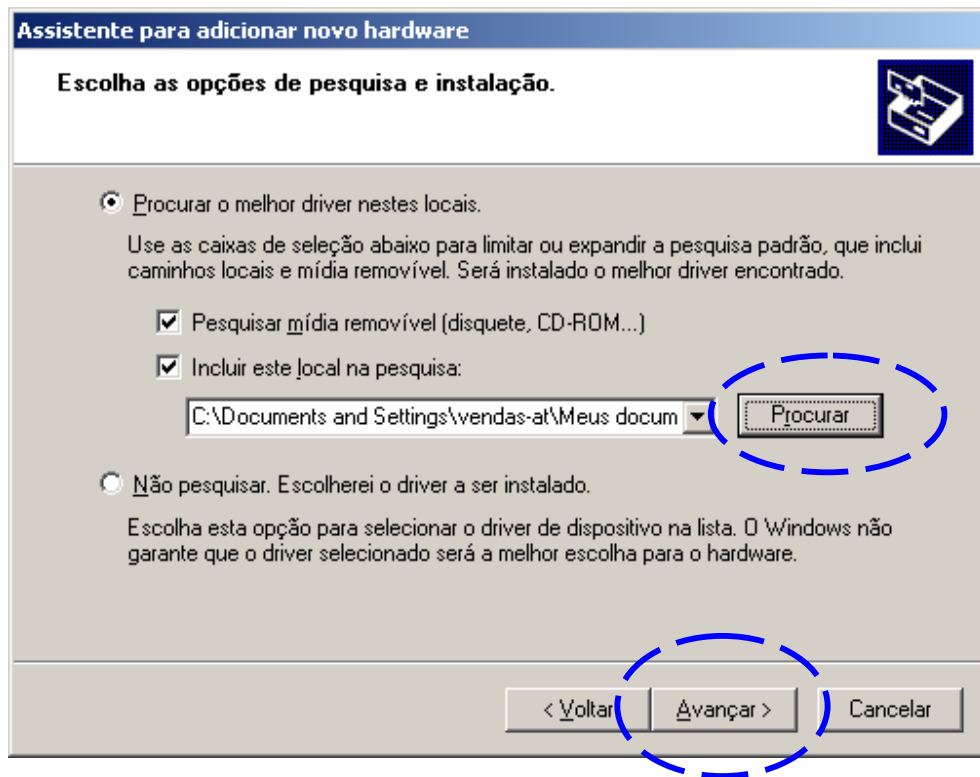 Assistente para adicionar novo hardware
Escolha as opções de pesquisa e instalação.
Procurar o melhor driver nestes locais.
Use as caixas de seleção abaixo para limitar ou expandir a pesquisa padrão, que inclui
caminhos locais e mídia removível. Será instalado o melhor driver encontrado.
Pesquisar mídia removível (disquete, CD-ROM...)
Incluir este local na pesquisa:
C:\Documents and Settings\vendas-at\Meus docum
Procurar
Não pesquisar. Escolherei o driver a ser instalado.
Escolha esta opção para selecionar o driver de dispositivo na lista. O Windows não
garante que o driver selecionado será a melhor escolha para o hardware.
< Voltar Avançar > Cancelar